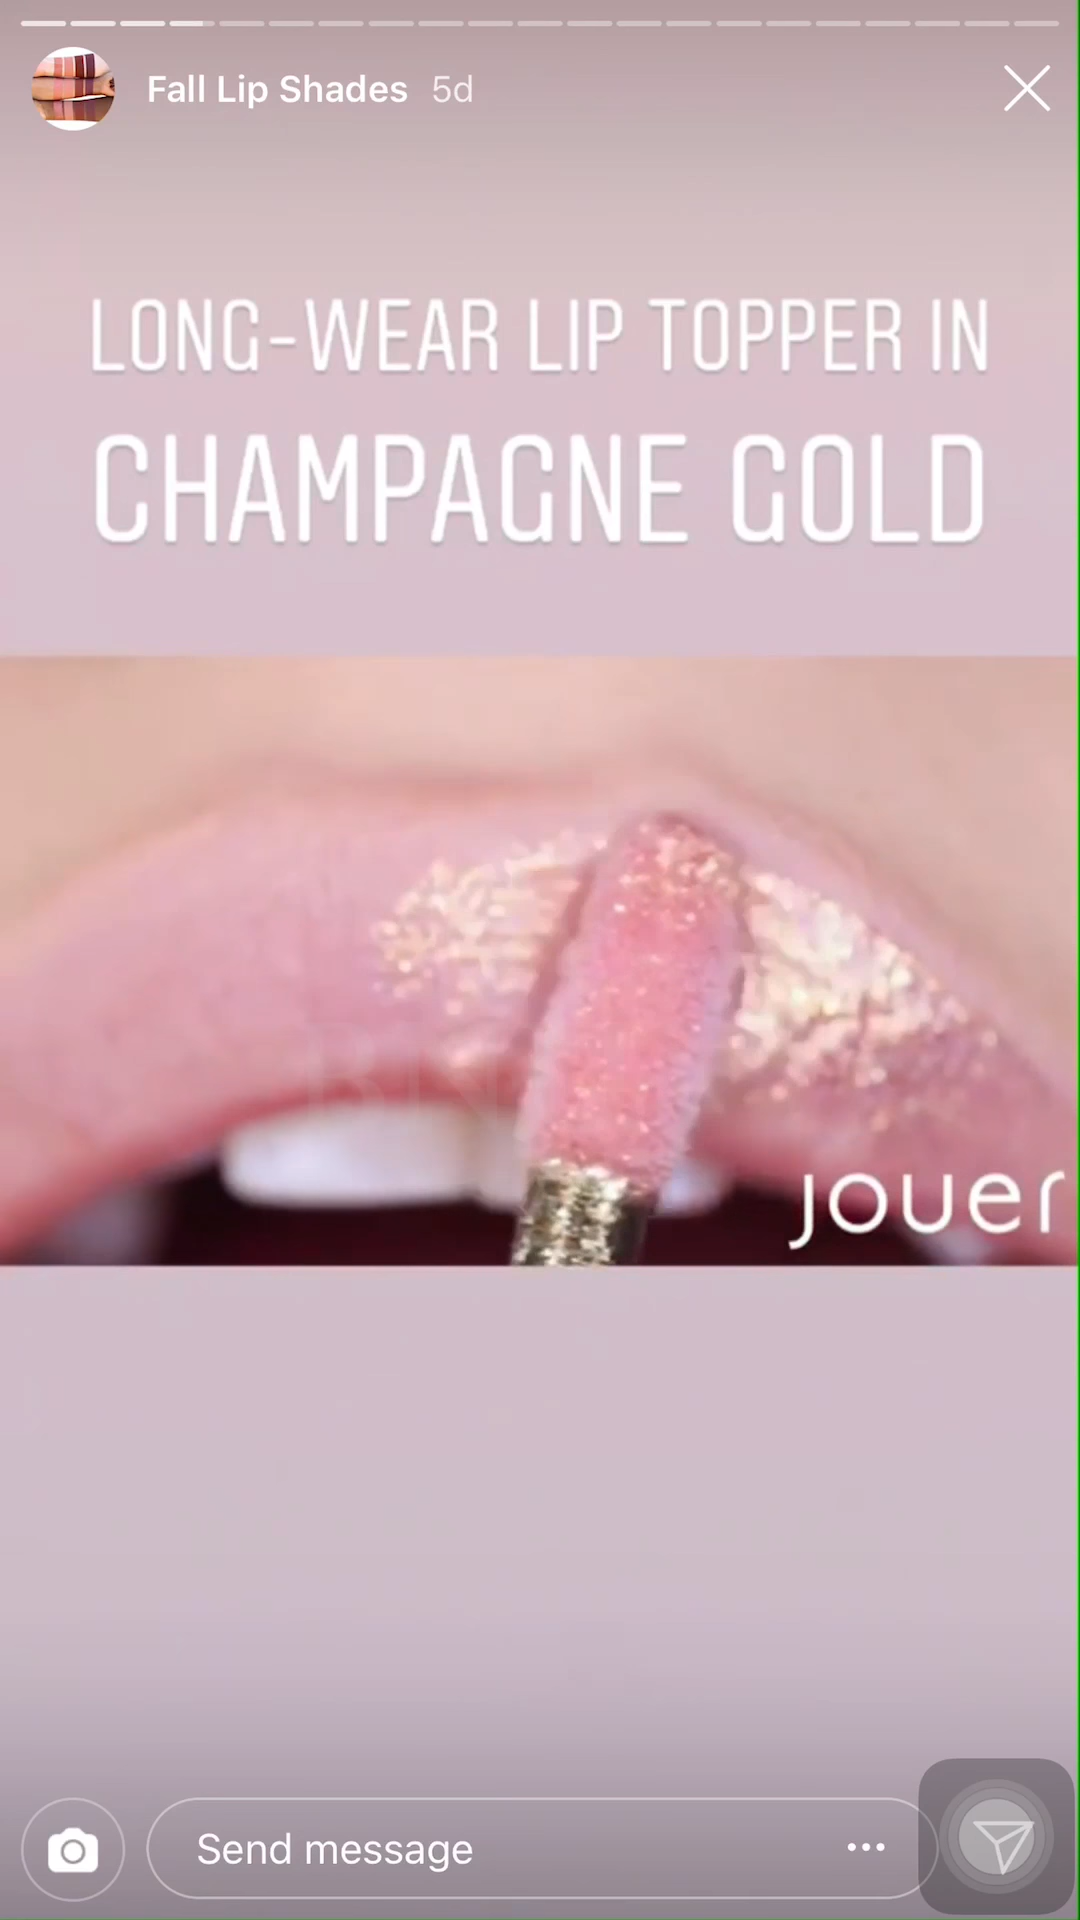 Fall Lip Shades 5d
LONG-WEAR LIP TOPPER IN
CHAMPAGNE GOLD
jouer
Send message